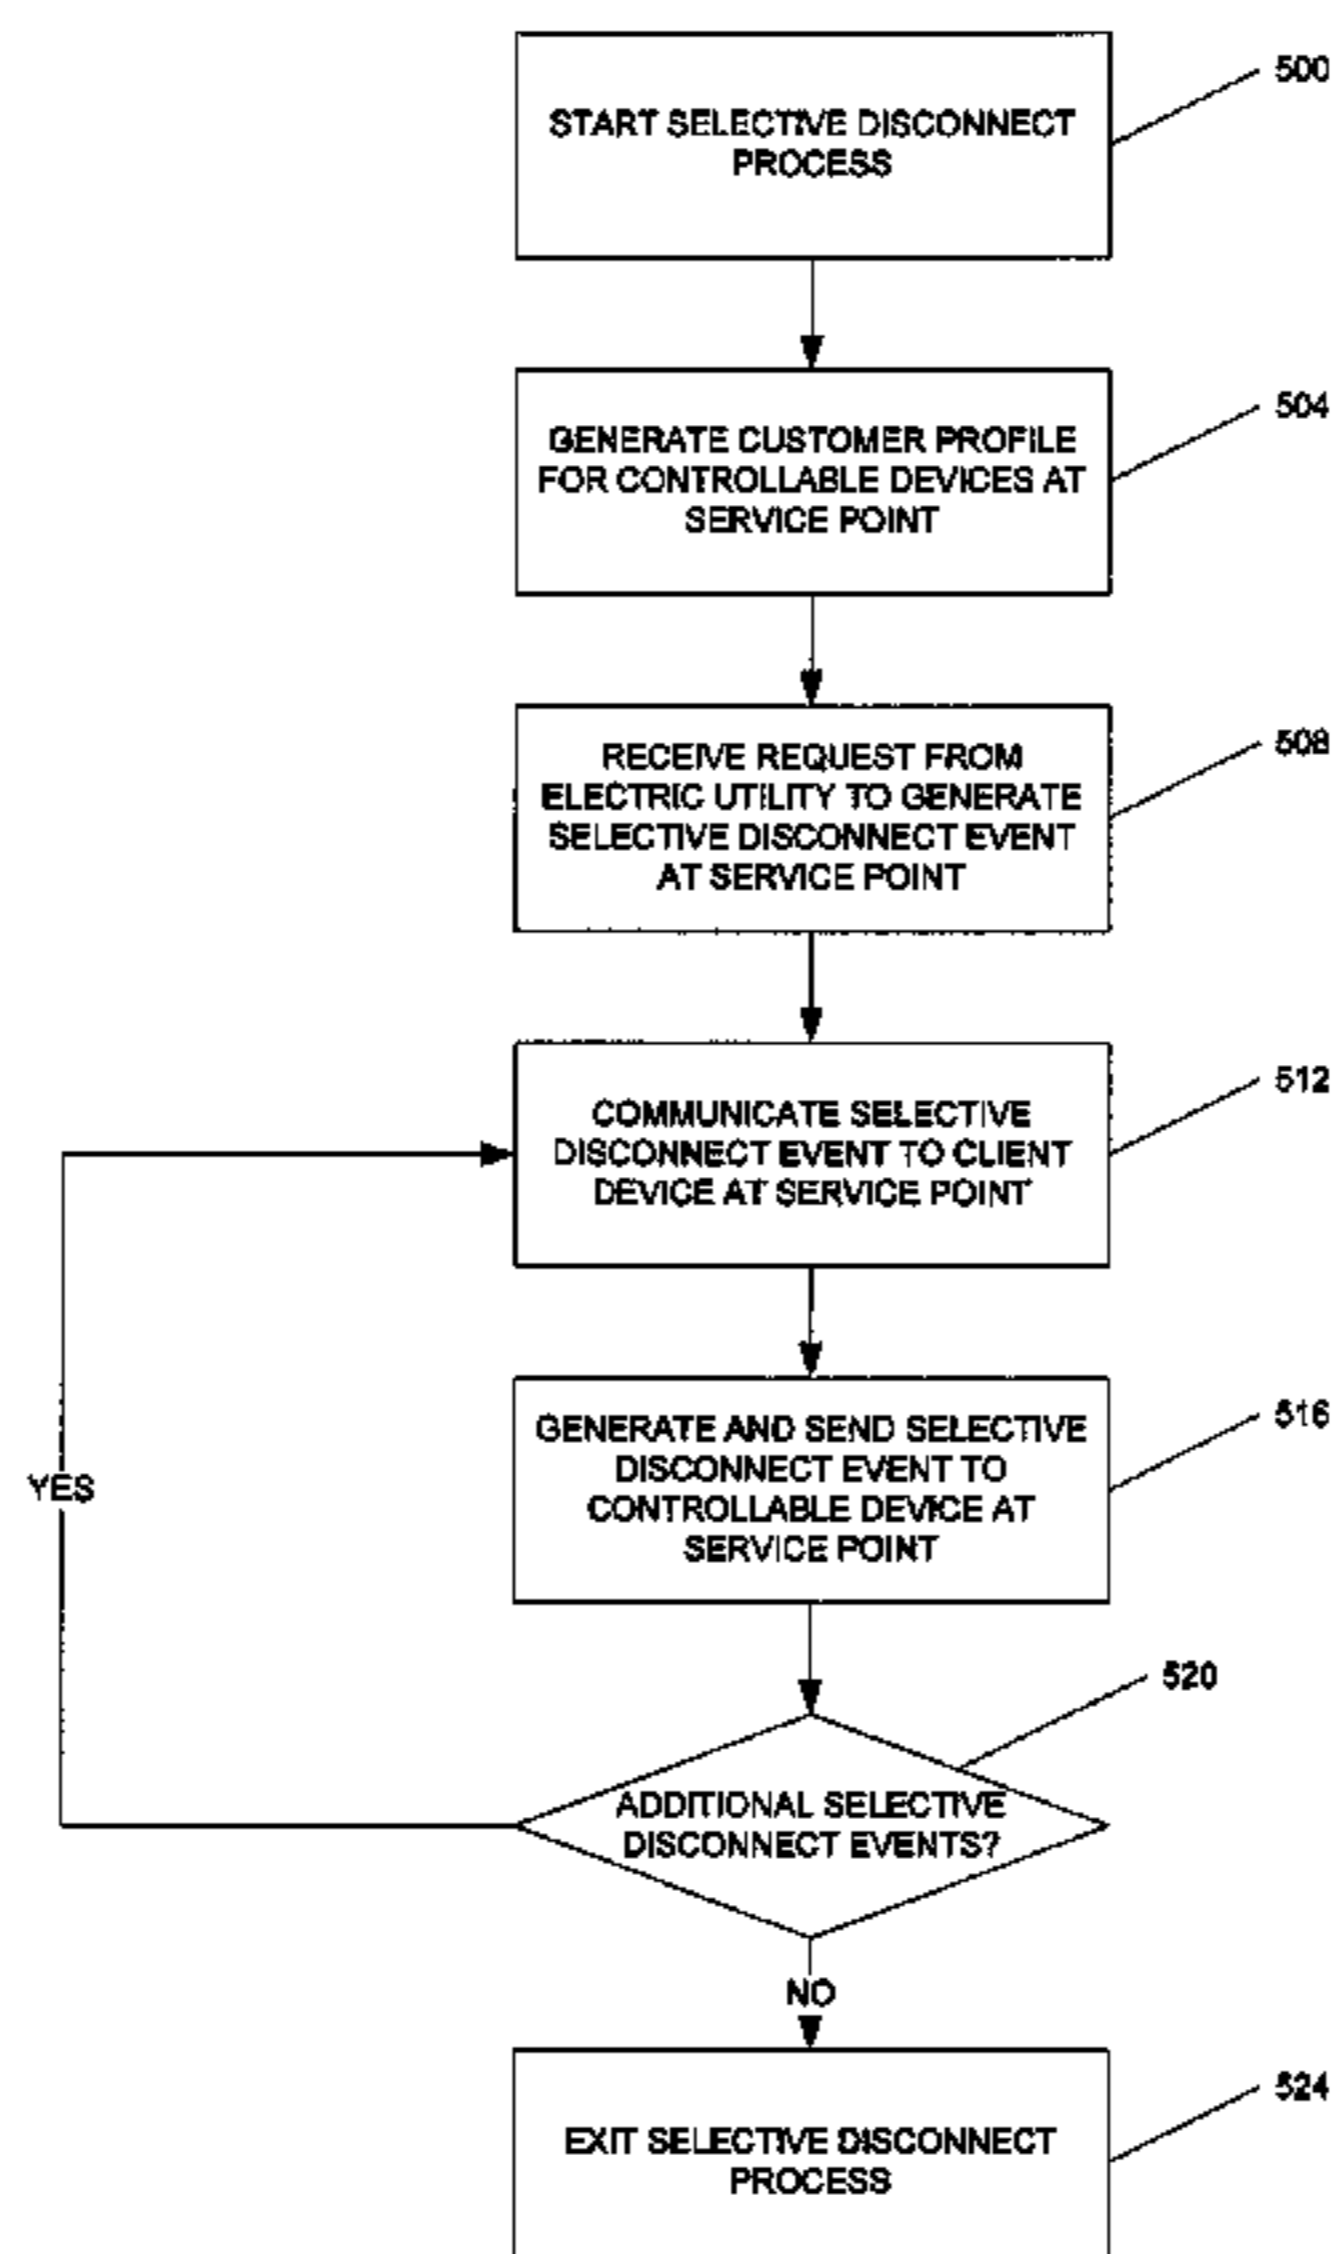 START SELECTIVE DISCONNECT
PROCESS
500
GENERATE CUSTOMER PROFILE
FOR CONTROLLABLE DEVICES AT
SERVICE POINT
504
RECEIVE REQUEST FROM
ELECTRIC UTILITY TO GENERATE
SELECTIVE DISCONNECT EVENT
AT SERVICE POINT
508
COMMUNICATE SELECTIVE
DISCONNECT EVENT TO CLIENT
DEVICE AT SERVICE POINT
512
GENERATE AND SEND SELECTIVE
DISCONNECT EVENT TO
CONTROLLABLE DEVICE AT
SERVICE POINT
516
YES
520
ADDITIONAL SELECTIVE
DISCONNECT EVENTS?
NO
EXIT SELECTIVE DISCONNECT
PROCESS
524